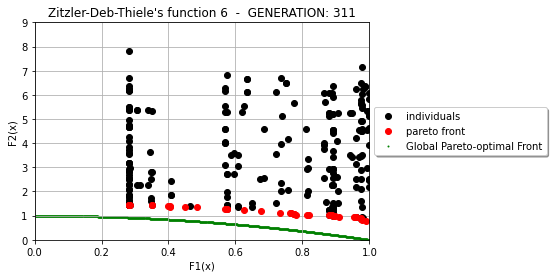 Zitzler-Deb-Thiele's function 6 - GENERATION: 311
9
8
7
6
5
4
3
2
1
0
F2(x)
0.0 0.2 0.4 0.6 0.8 1.0
F1(x)
individuals
pareto front
Global Pareto-optimal Front